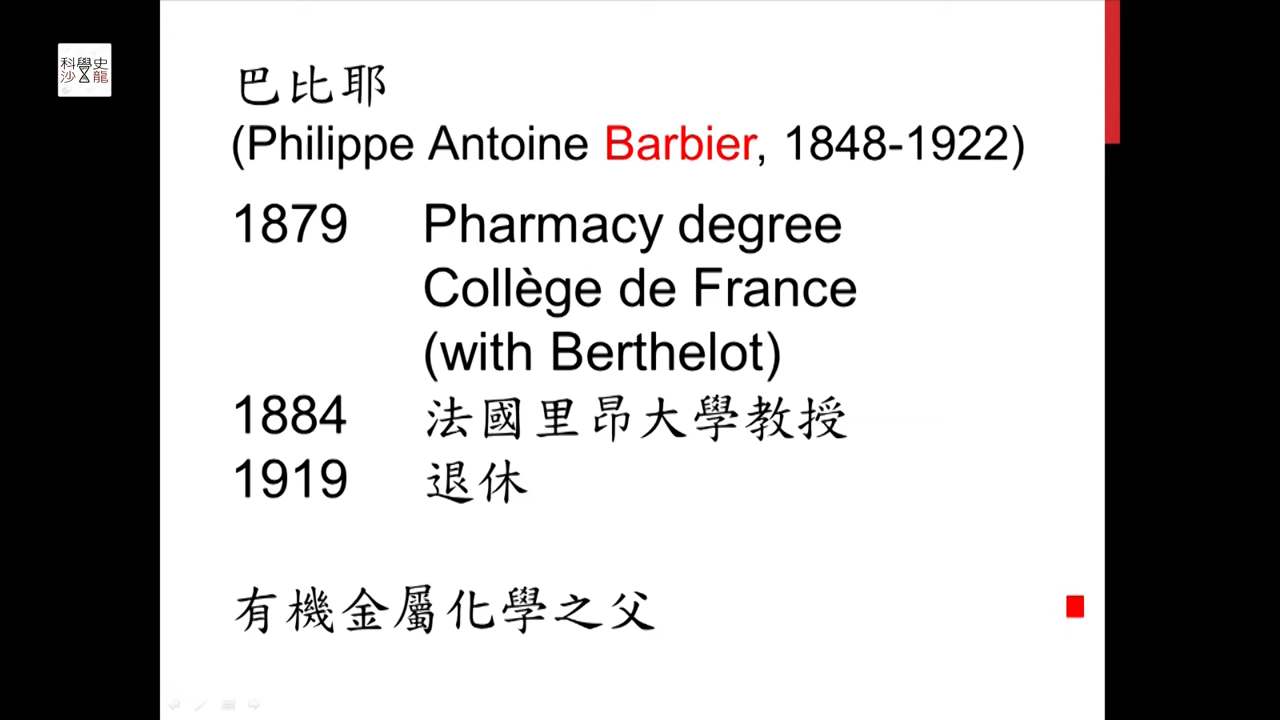 科學史
沙龍
巴比耶
(Philippe Antoine Barbier, 1848-1922)
1879 Pharmacy degree
Collège de France
(with Berthelot)
1884 法國里昂大學教授
1919 退休
有機金屬化學之父